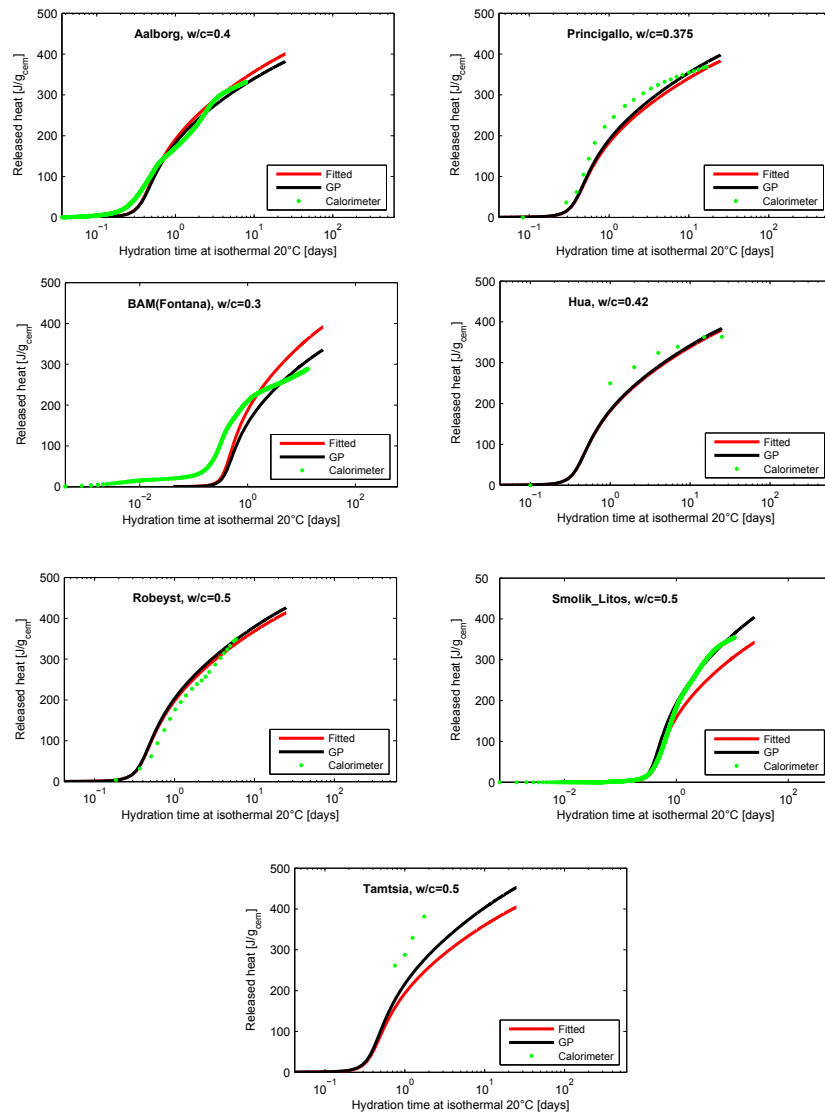 Aalborg, w/c=0.4
500
400
300
200
100
0
Released heat [J/g_cem]
Fitted
GP
Calorimeter
10^−1 10^0 10^1 10^2
Hydration time at isothermal 20°C [days]
Princigallo, w/c=0.375
500
400
300
200
100
0
Released heat [J/g_cem]
Fitted
GP
Calorimeter
10^−1 10^0 10^1 10^2
Hydration time at isothermal 20°C [days]
BAM(Fontana), w/c=0.3
500
400
300
200
100
0
Released heat [J/g_cem]
Fitted
GP
Calorimeter
10^−2 10^0 10^2
Hydration time at isothermal 20°C [days]
Hua, w/c=0.42
500
400
300
200
100
0
Released heat [J/g_cem]
Fitted
GP
Calorimeter
10^−1 10^0 10^1 10^2
Hydration time at isothermal 20°C [days]
Robeyst, w/c=0.5
500
400
300
200
100
0
Released heat [J/g_cem]
Fitted
GP
Calorimeter
10^−1 10^0 10^1 10^2
Hydration time at isothermal 20°C [days]
Smolik_Litos, w/c=0.5
50
400
300
200
100
0
Released heat [J/g_cem]
Fitted
GP
Calorimeter
10^−2 10^0 10^2
Hydration time at isothermal 20°C [days]
Tamtsia, w/c=0.5
500
400
300
200
100
0
Released heat [J/g_cem]
Fitted
GP
Calorimeter
10^−1 10^0 10^1 10^2
Hydration time at isothermal 20°C [days]